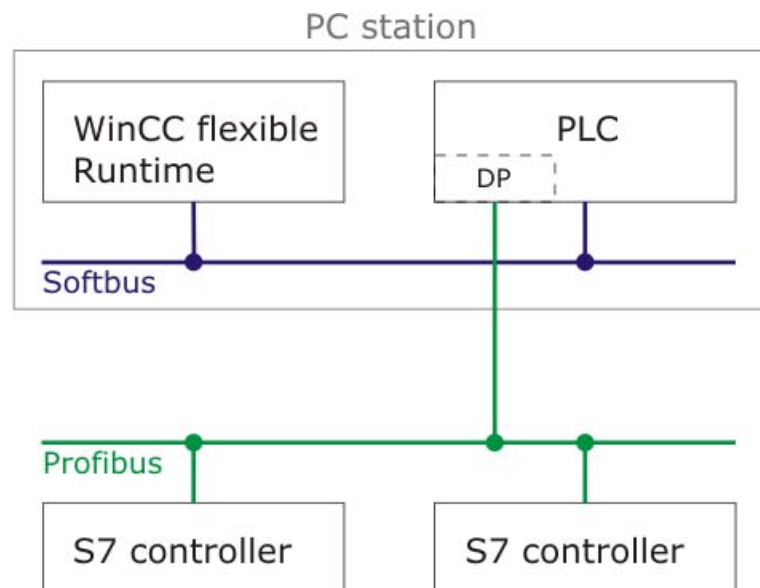 PC station
WinCC flexible
Runtime
PLC
DP
Softbus
Profibus
S7 controller
S7 controller